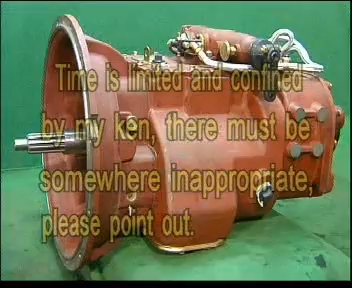 Time is limited and confined
by my ken, there must be
somewhere inappropriate,
please point out.